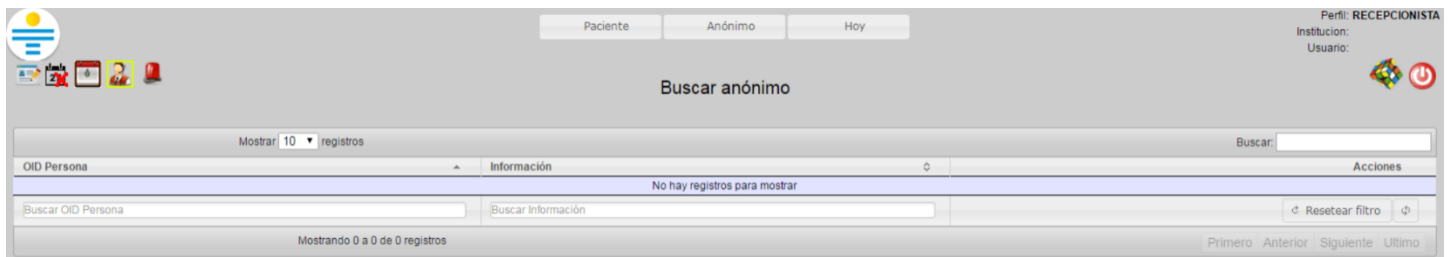 Paciente Anónimo Hoy
Perfil: RECEPCIONISTA
Institucion:
Usuario:
Buscar anónimo
Mostrar 10 registros Buscar:
OID Persona Información Acciones
No hay registros para mostrar
Buscar OID Persona Buscar Información Resetear filtro
Mostrando 0 a 0 de 0 registros Primero Anterior Siguiente Ultimo